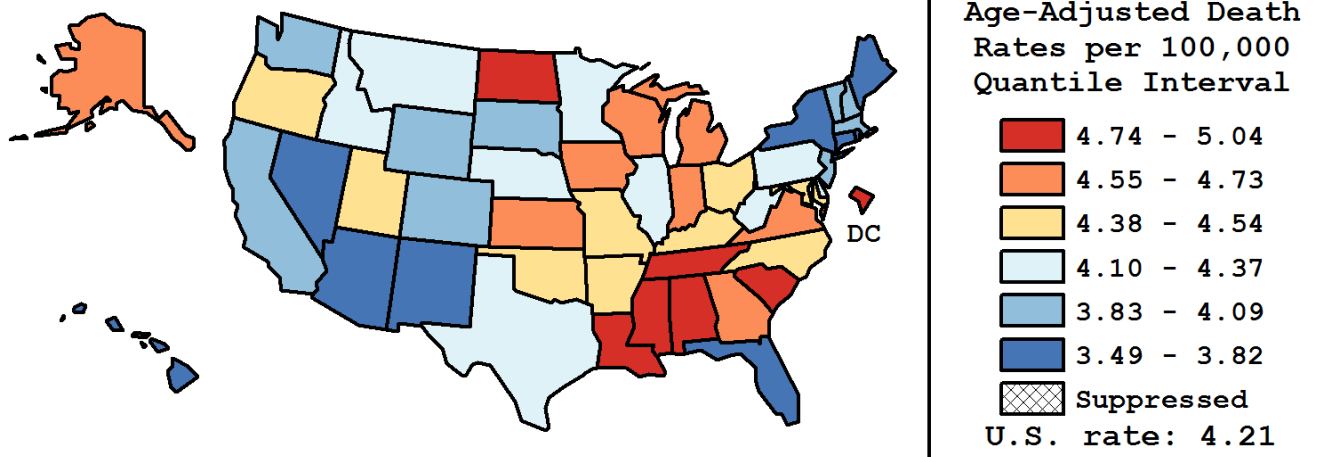 Age-Adjusted Death
Rates per 100,000
Quantile Interval
4.74 - 5.04
4.55 - 4.73
4.38 - 4.54
4.10 - 4.37
3.83 - 4.09
3.49 - 3.82
Suppressed
U.S. rate: 4.21
DC